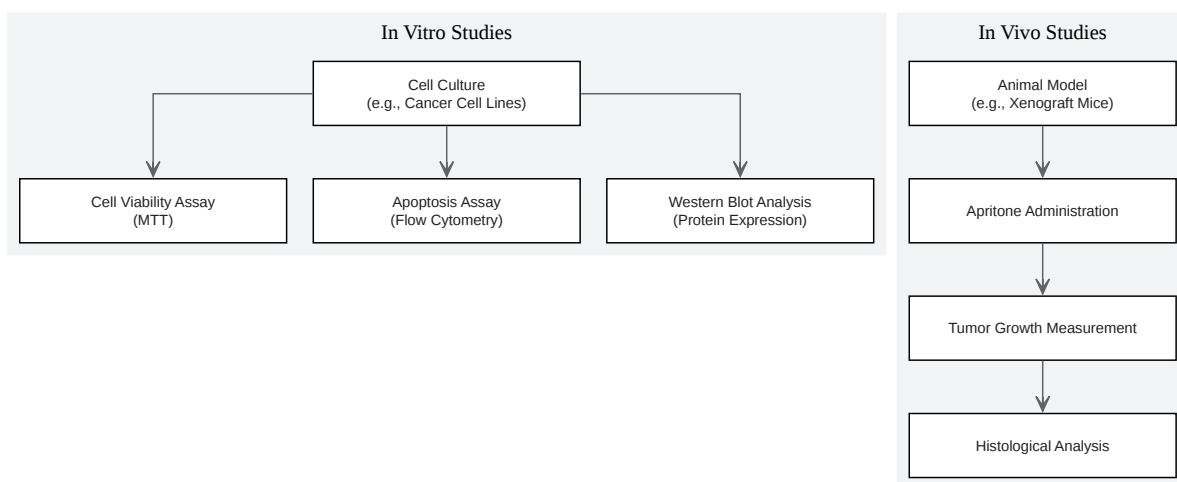 In Vitro Studies
Cell Culture
(e.g., Cancer Cell Lines)
Cell Viability Assay
(MTT)
Apoptosis Assay
(Flow Cytometry)
Western Blot Analysis
(Protein Expression)
In Vivo Studies
Animal Model
(e.g., Xenograft Mice)
Apritone Administration
Tumor Growth Measurement
Histological Analysis